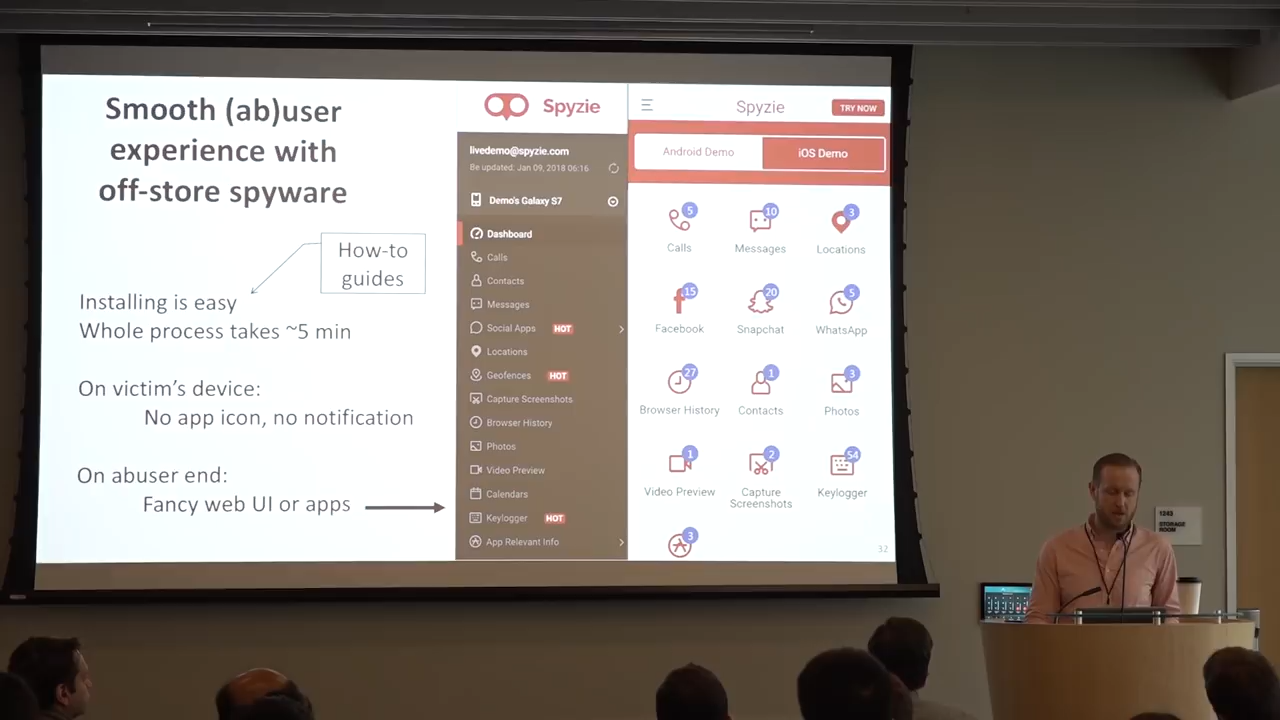 Smooth (ab)user
experience with
off-store spyware
How-to
guides
Installing is easy
Whole process takes ~5 min
On victim's device:
No app icon, no notification
On abuser end:
Fancy web UI or apps
Spyzie
livedemo@spyzie.com
Be updated: Jan 09, 2018 06:16
Demo's Galaxy S7
Dashboard
Calls
Contacts
Messages
Social Apps HOT
Locations
Geofences HOT
Capture Screenshots
Browser History
Photos
Video Preview
Calendars
Keylogger HOT
App Relevant Info
Spyzie TRY NOW
Android Demo iOS Demo
5 10 3
Calls Messages Locations
15 20 5
Facebook Snapchat WhatsApp
27 1 3
Browser History Contacts Photos
1 2 54
Video Preview Capture Screenshots Keylogger
3
32
1243
STORAGE
ROOM